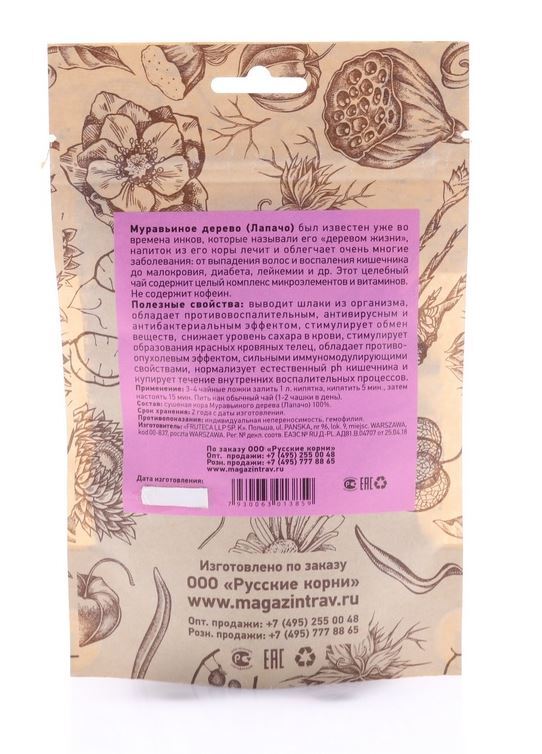 Муравьиное дерево (Лапачо) был известен уже во
времена инков, которые называли его «деревом жизни»,
напиток из его коры лечит и облегчает очень многие
заболевания: от выпадения волос и воспаления кишечника
до малокровия, диабета, лейкемии и др. Этот целебный
чай содержит целый комплекс микроэлементов и витаминов.
Не содержит кофеин.
Полезные свойства: выводит шлаки из организма,
обладает противовоспалительным, антивирусным и
антибактериальным эффектом, стимулирует обмен
веществ, снижает уровень сахара в крови, стимулирует
образования красных кровяных телец, обладает противо-
опухолевым эффектом, сильными иммуномодулирующими
свойствами, нормализует естественный ph кишечника и
купирует течение внутренних воспалительных процессов.
Применение: 3-4 чайные ложки залить 1 л. кипятка, кипятить 5 мин., затем
настоять 15 мин. Пить как обычный чай (1-2 чашки в день).
Состав: сушеная кора Муравьиного дерева (Лапачо) 100%.
Срок хранения: 2 года с даты изготовления.
Противопоказания: индивидуальная непереносимость, гемофилия.
Изготовитель: «FRUTECA LLP SP. K». Польша, ul. PANSKA, nr 96, lok. 9, miejsc. WARSZAWA,
kod 00-837, poczta WARSZAWA. Рег. № декл. соотв. ЕАЭС № RU Д-PL.АД81.В.04707 от 25.04.18
По заказу ООО «Русские корни»
Опт. продажи: +7 (495) 255 00 48
Розн. продажи: +7 (495) 777 88 65
www.magazintrav.ru
Дата изготовления:
7930063013859
РС EAC
Изготовлено по заказу
ООО «Русские корни»
www.magazintrav.ru
Опт. продажи: +7 (495) 255 00 48
Розн. продажи: +7 (495) 777 88 65
РС EAC